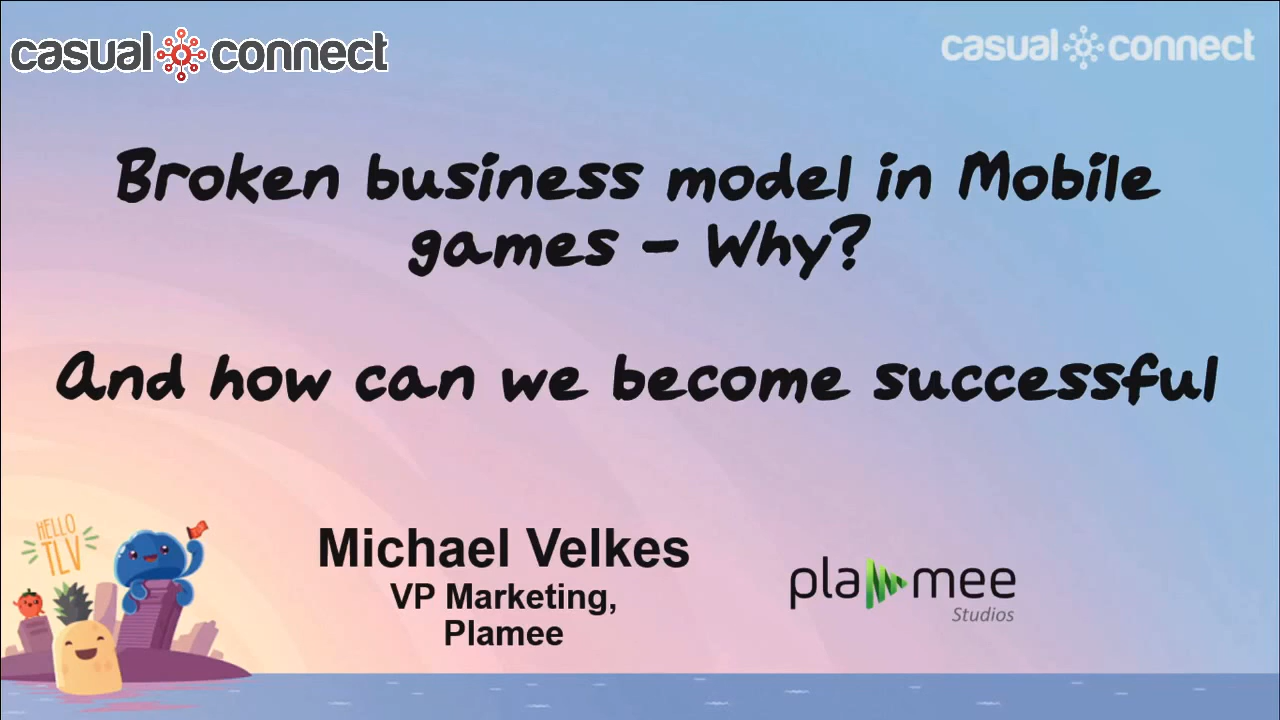 casual connect
casual connect
Broken business model in Mobile
games – Why?
And how can we become successful
HELLO
TLV
Michael Velkes
VP Marketing,
Plamee
plamee
Studios